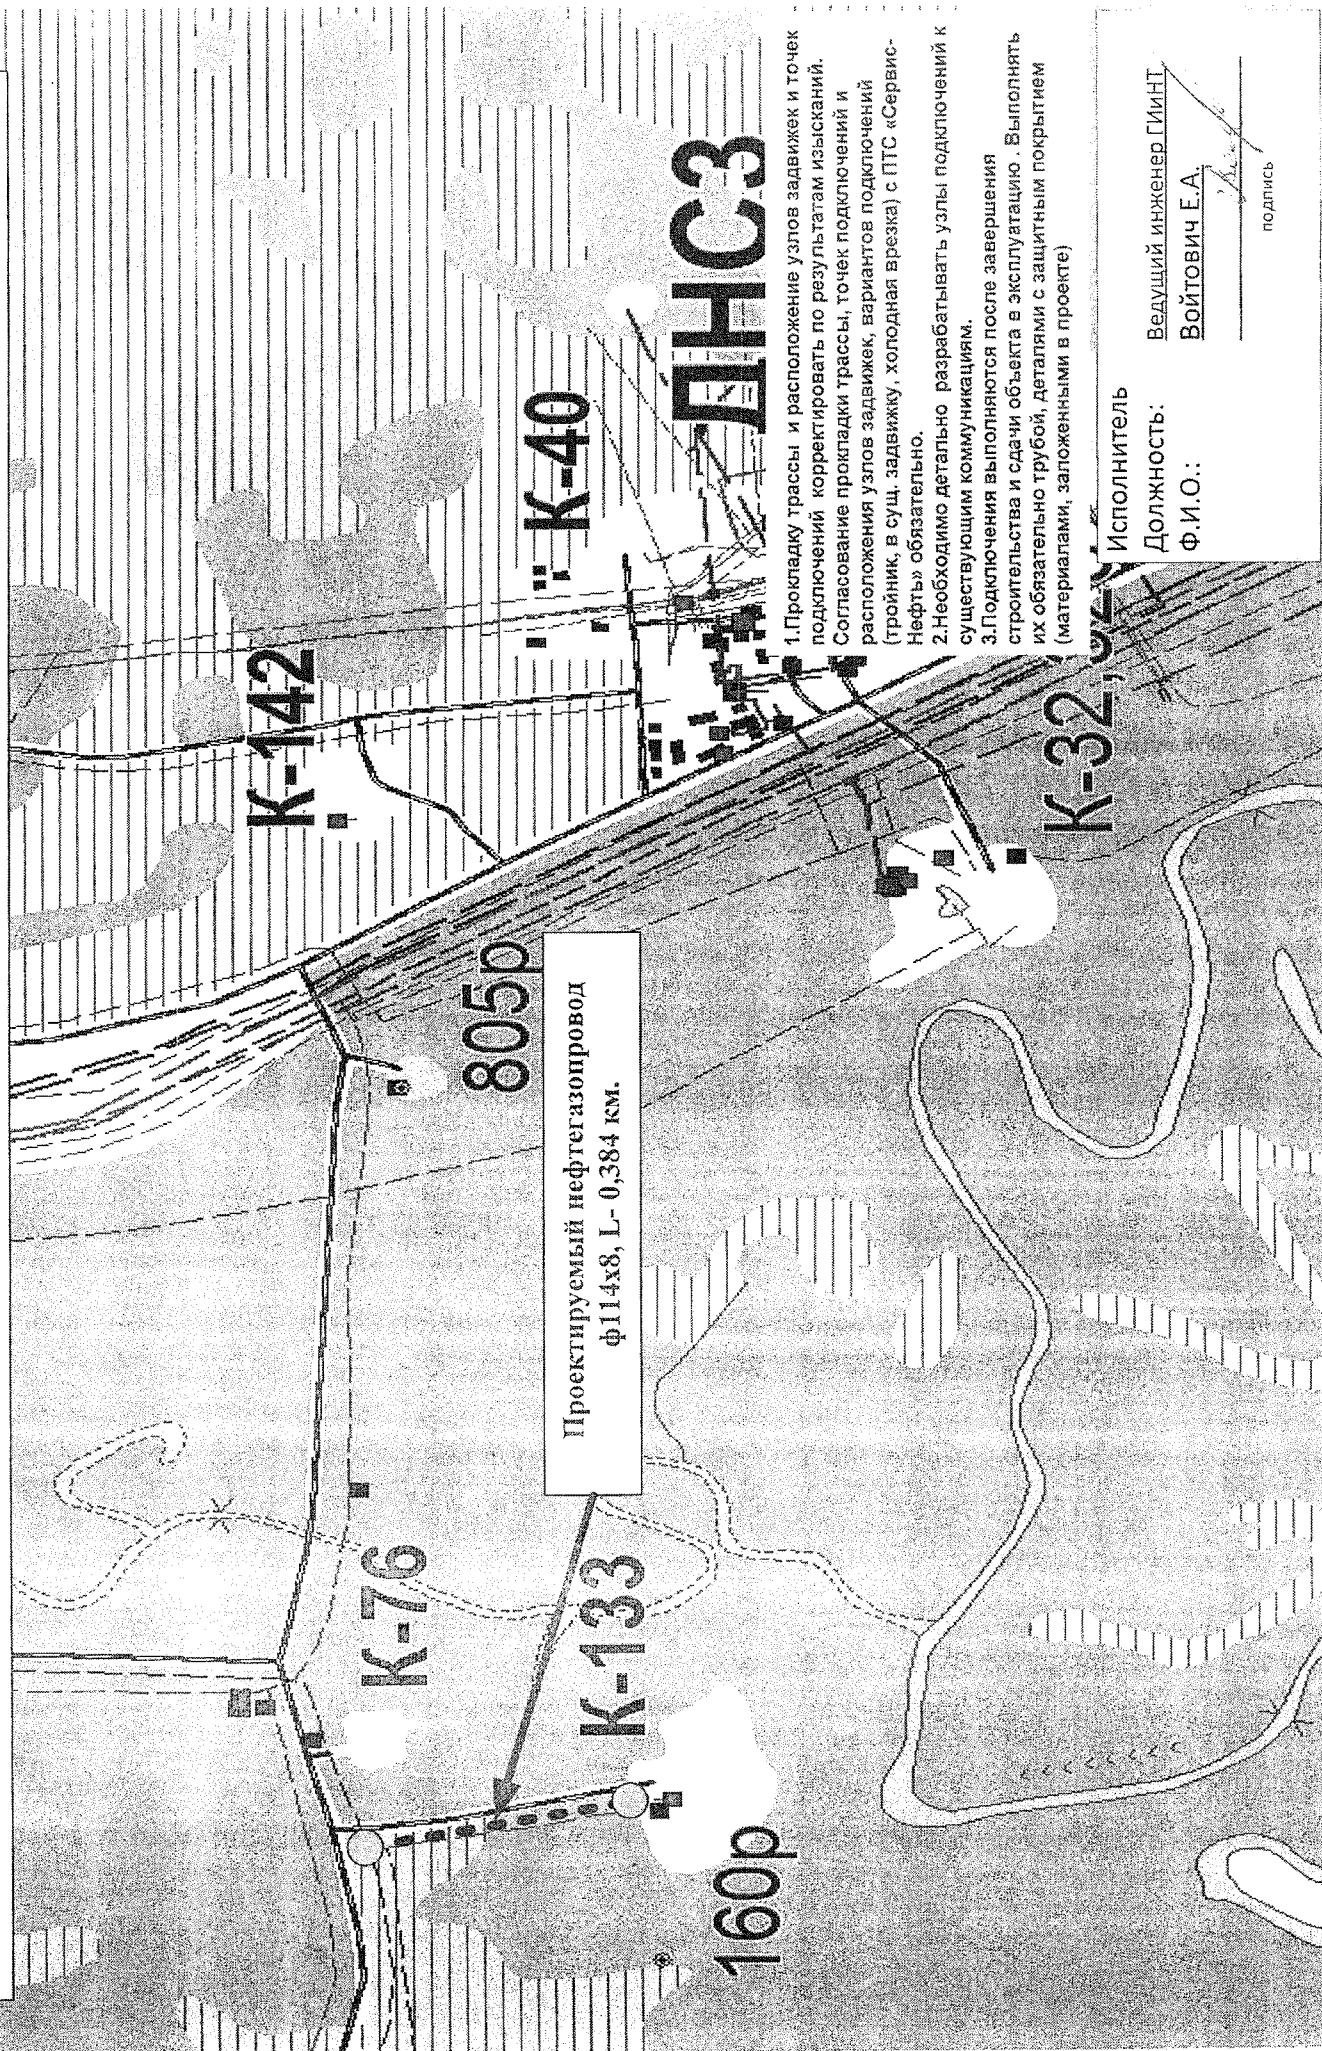 К-142
К-40
ДНС3
805р
К-76
К-133
160р
Проектируемый нефтегазопровод
ф114х8, L- 0,384 км.
1.Прокладку трассы и расположение узлов задвижек и точек
подключений корректировать по результатам изысканий.
Согласование прокладки трассы, точек подключений и
расположения узлов задвижек, вариантов подключений
(тройник, в сущ. задвижку, холодная врезка) с ПТС «Сервис-
Нефть» обязательно.
2.Необходимо детально разрабатывать узлы подключений к
существующим коммуникациям.
3.Подключения выполняются после завершения
строительства и сдачи объекта в эксплуатацию . Выполнять
их обязательно трубой, деталями с защитным покрытием
(материалами, заложенными в проекте)
К-32,
Исполнитель
Должность: Ведущий инженер ГИиНТ
Ф.И.О.: Войтович Е.А.
подпись